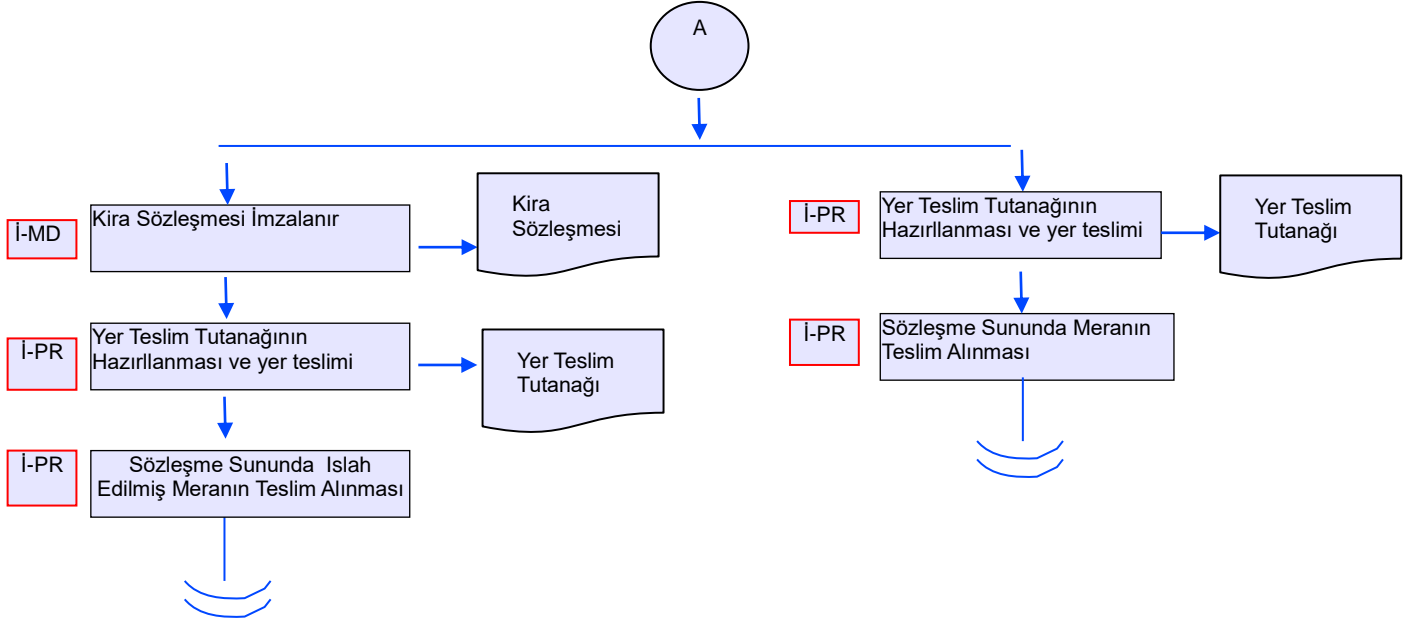 A
İ-MD
Kira Sözleşmesi İmzalanır
Kira
Sözleşmesi
İ-PR
Yer Teslim Tutanağının
Hazırllanması ve yer teslimi
Yer Teslim
Tutanağı
İ-PR
Sözleşme Sununda  Islah
Edilmiş Meranın Teslim Alınması
İ-PR
Yer Teslim Tutanağının
Hazırllanması ve yer teslimi
Yer Teslim
Tutanağı
İ-PR
Sözleşme Sununda Meranın
Teslim Alınması